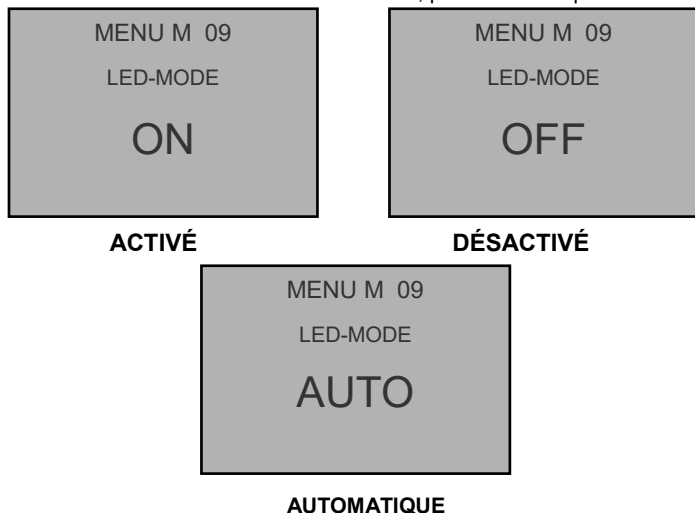 MENU M 09
LED-MODE
ON
ACTIVÉ
MENU M 09
LED-MODE
OFF
DÉSACTIVÉ
MENU M 09
LED-MODE
AUTO
AUTOMATIQUE